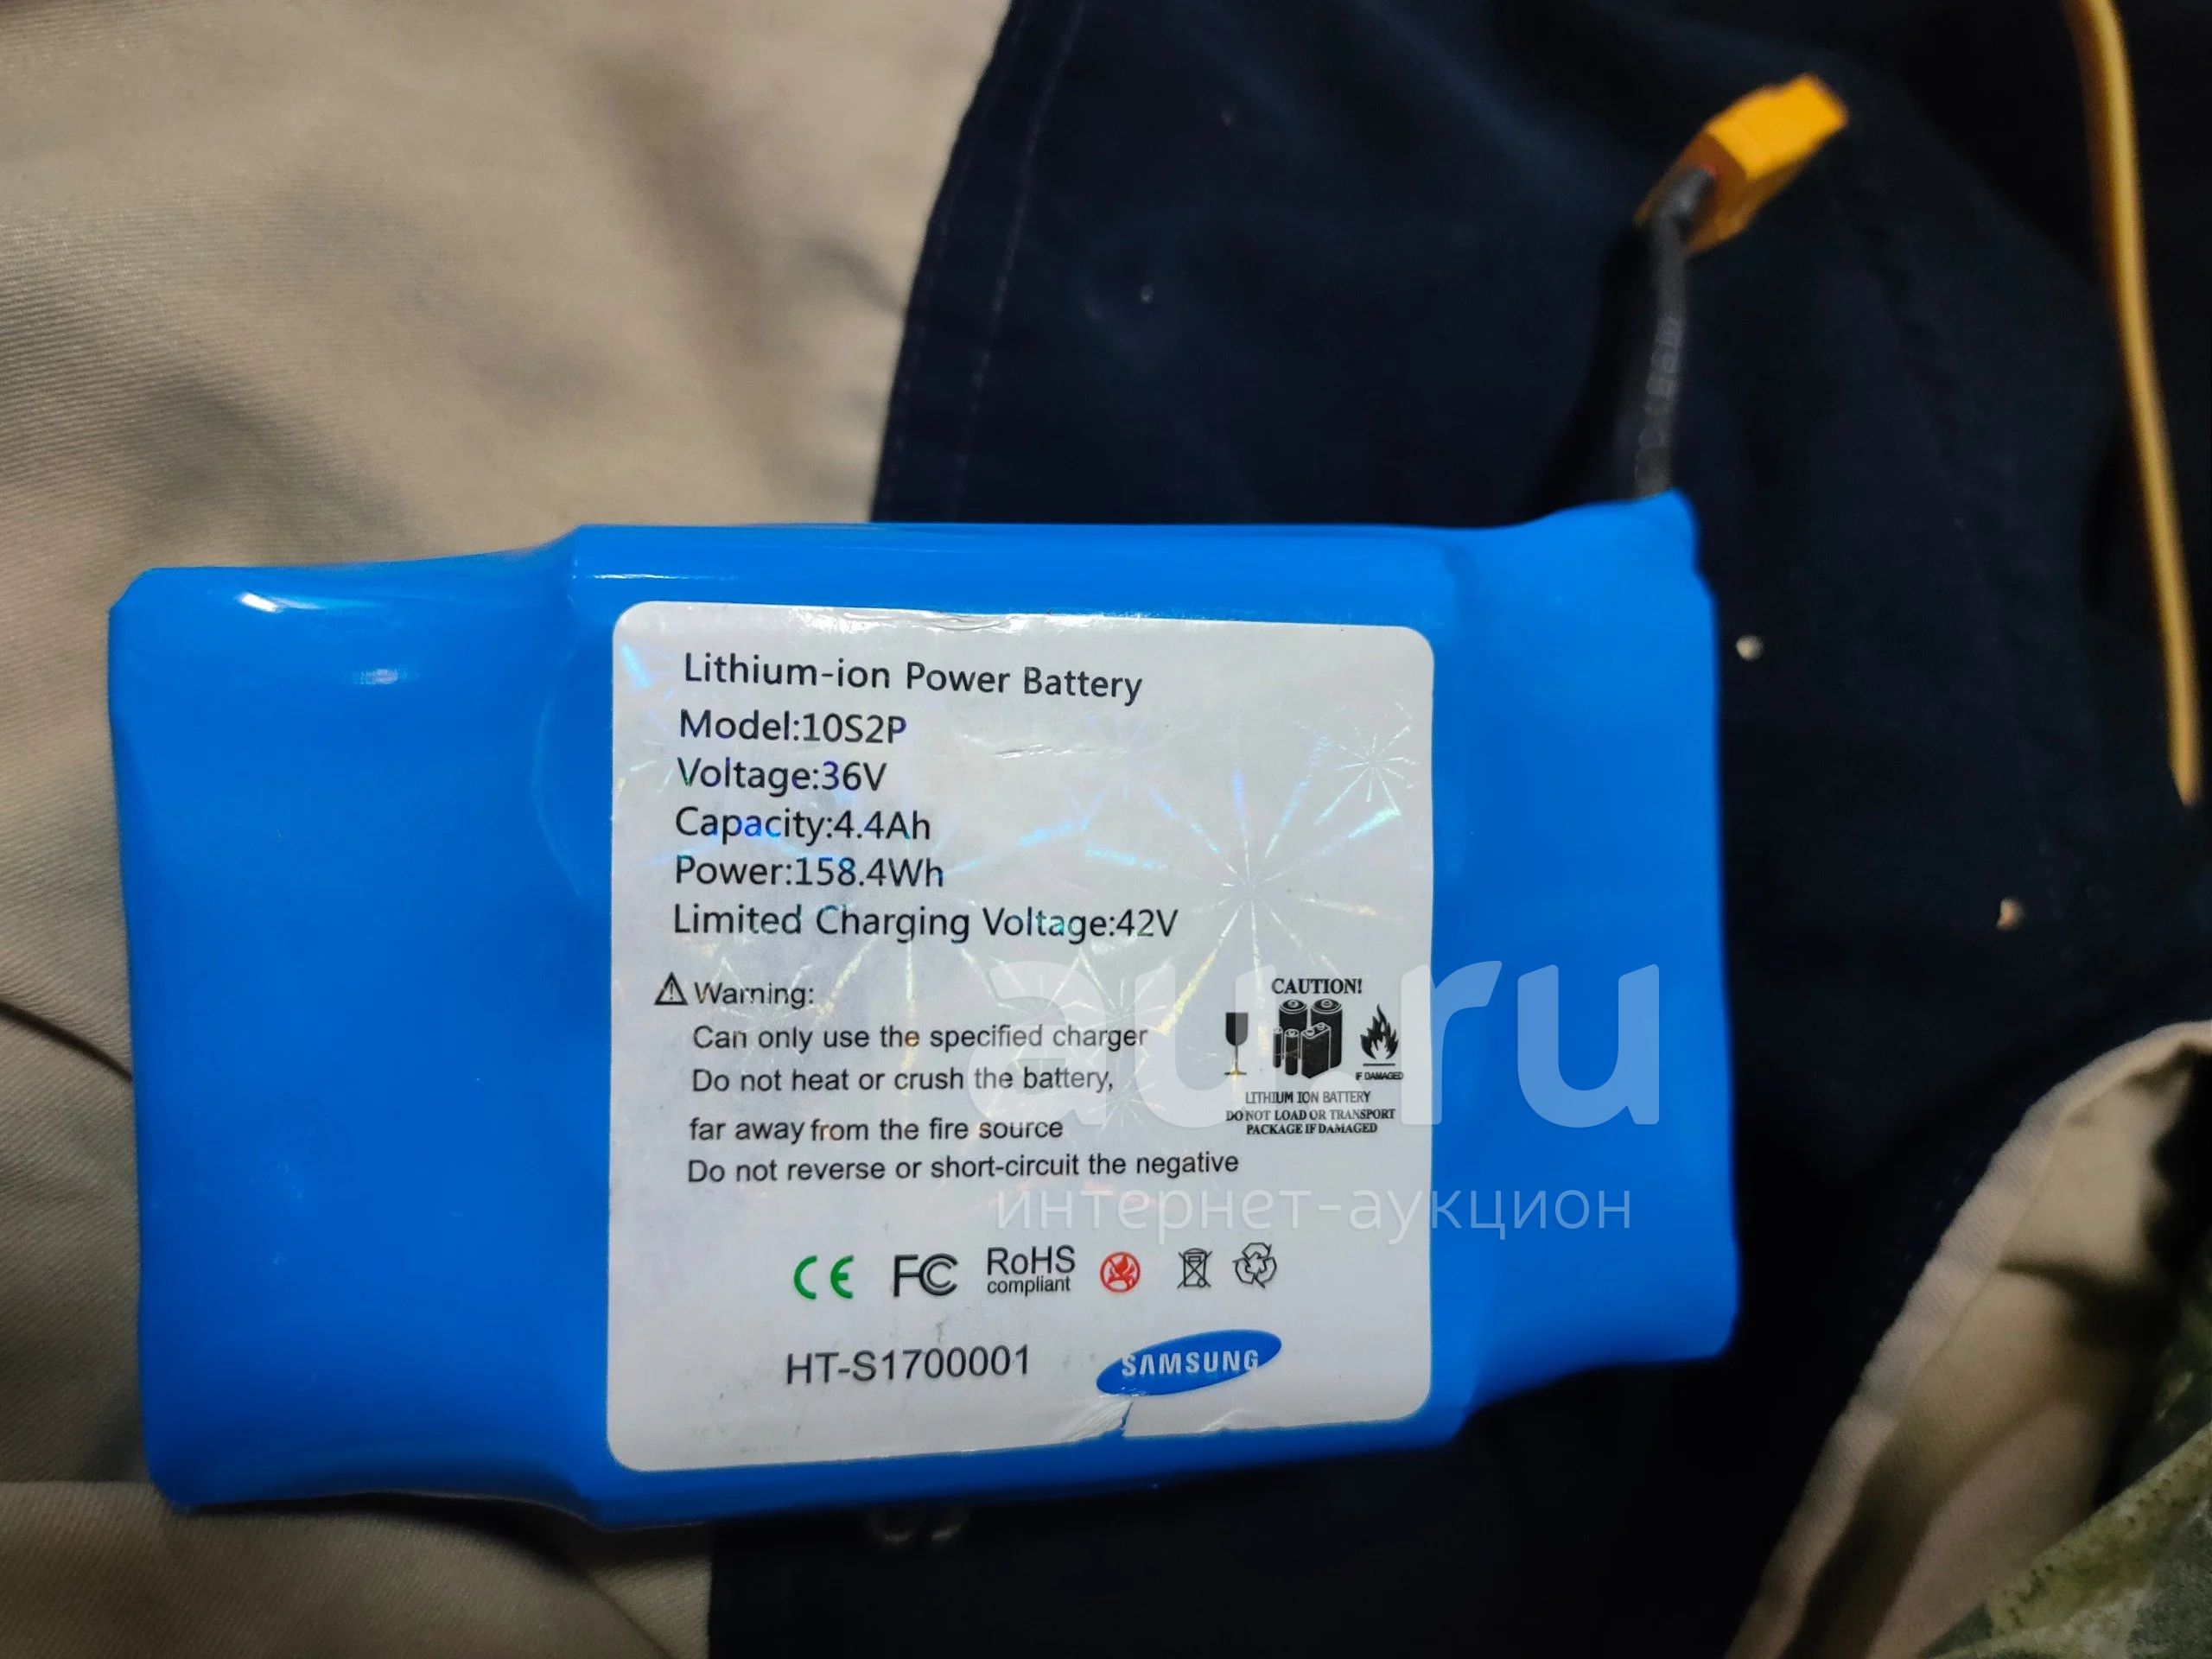 Lithium-ion Power Battery
Model:10S2P
Voltage:36V
Capacity:4.4Ah
Power:158.4Wh
Limited Charging Voltage:42V
Warning:
Can only use the specified charger
Do not heat or crush the battery,
far away from the fire source
Do not reverse or short-circuit the negative
CAUTION!
IF DAMAGED
LITHIUM ION BATTERY
DO NOT LOAD OR TRANSPORT
PACKAGE IF DAMAGED
au.ru
интернет-аукцион
CE FC RoHS
compliant
HT-S1700001
SAMSUNG